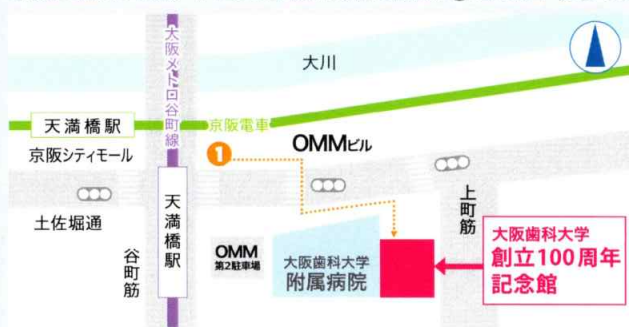 大川
大阪メトロ谷町線
天満橋駅
京阪電車
京阪シティモール
1
OMMビル
土佐堀通
天満橋駅
谷町筋
上町筋
OMM
第2駐車場
大阪歯科大学
附属病院
大阪歯科大学
創立100周年
記念館